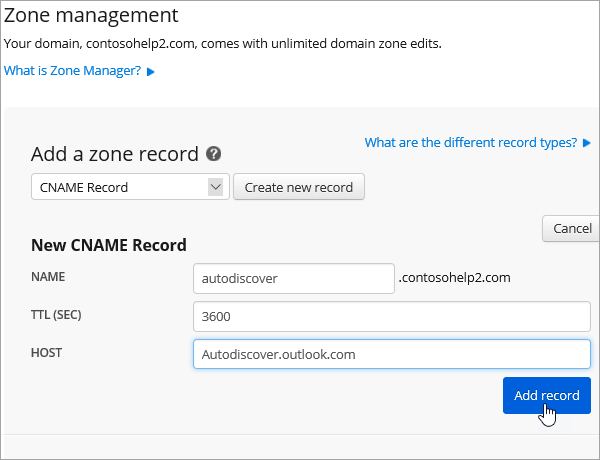 Zone management
Your domain, contosohelp2.com, comes with unlimited domain zone edits.
What is Zone Manager?
What are the different record types?
Add a zone record ?
CNAME Record
Create new record
Cancel
New CNAME Record
NAME autodiscover .contosohelp2.com
TTL (SEC) 3600
HOST Autodiscover.outlook.com
Add record